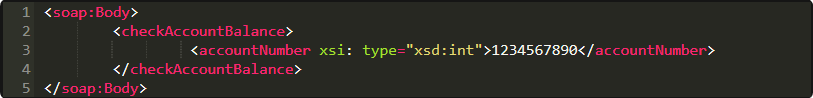 1 <soap:Body>
2 <checkAccountBalance>
3 <accountNumber xsi: type="xsd:int">1234567890</accountNumber>
4 </checkAccountBalance>
5 </soap:Body>